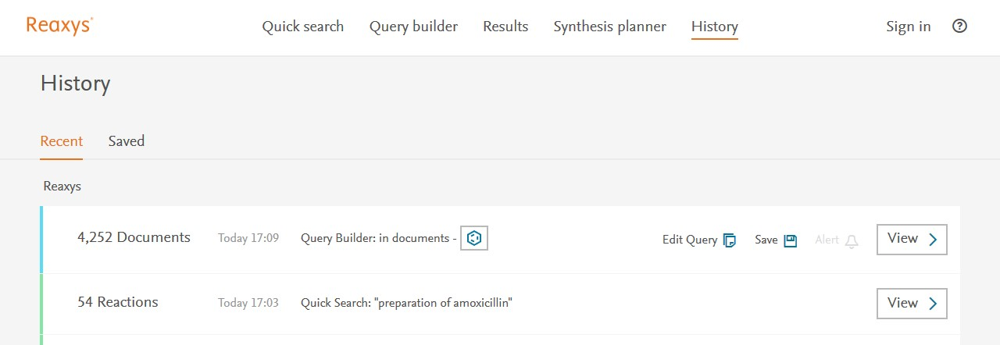 Reaxys®
Quick search Query builder Results Synthesis planner History Sign in ?
History
Recent Saved
Reaxys
4,252 Documents Today 17:09 Query Builder: in documents - Edit Query Save Alert View
54 Reactions Today 17:03 Quick Search: "preparation of amoxicillin" View